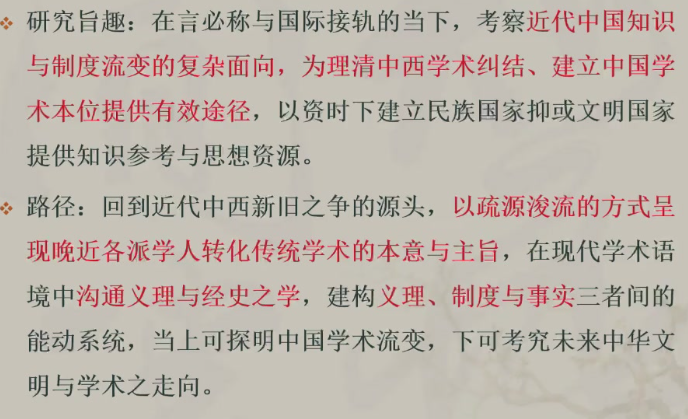 ❖ 研究旨趣：在言必称与国际接轨的当下，考察近代中国知识
与制度流变的复杂面向，为理清中西学术纠结、建立中国学
术本位提供有效途径，以资时下建立民族国家抑或文明国家
提供知识参考与思想资源。
❖ 路径：回到近代中西新旧之争的源头，以疏源浚流的方式呈
现晚近各派学人转化传统学术的本意与主旨，在现代学术语
境中沟通义理与经史之学，建构义理、制度与事实三者间的
能动系统，当上可探明中国学术流变，下可考究未来中华文
明与学术之走向。